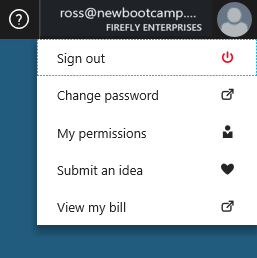 ross@newbootcamp....
FIREFLY ENTERPRISES
Sign out
Change password
My permissions
Submit an idea
View my bill